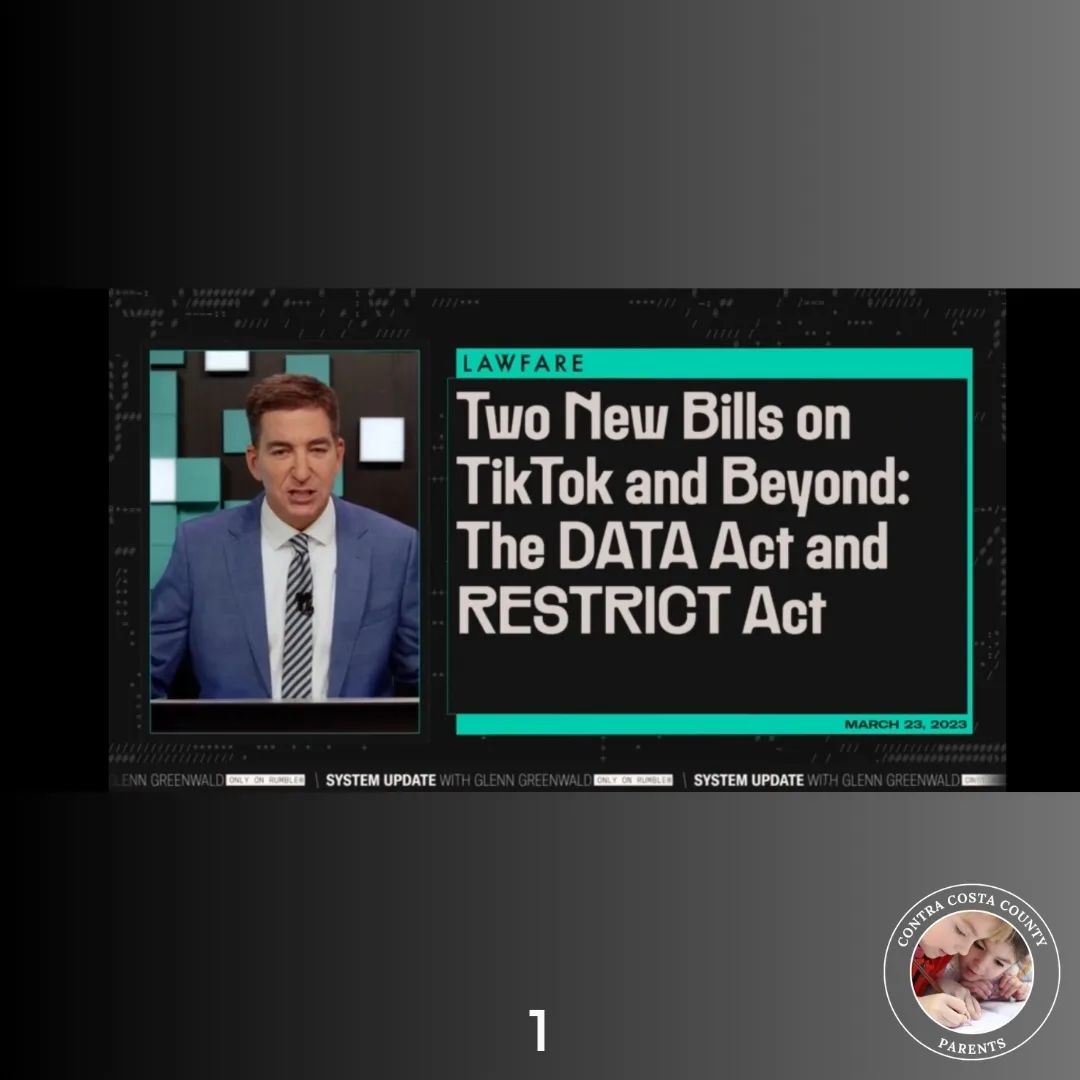 LAWFARE
Two New Bills on
TikTok and Beyond:
The DATA Act and
RESTRICT Act
MARCH 23, 2023
LENN GREENWALD ONLY ON RUMBLE \ SYSTEM UPDATE WITH GLENN GREENWALD ONLY ON RUMBLE \ SYSTEM UPDATE WITH GLENN GREENWALD
CONTRA COSTA COUNTY
PARENTS
1